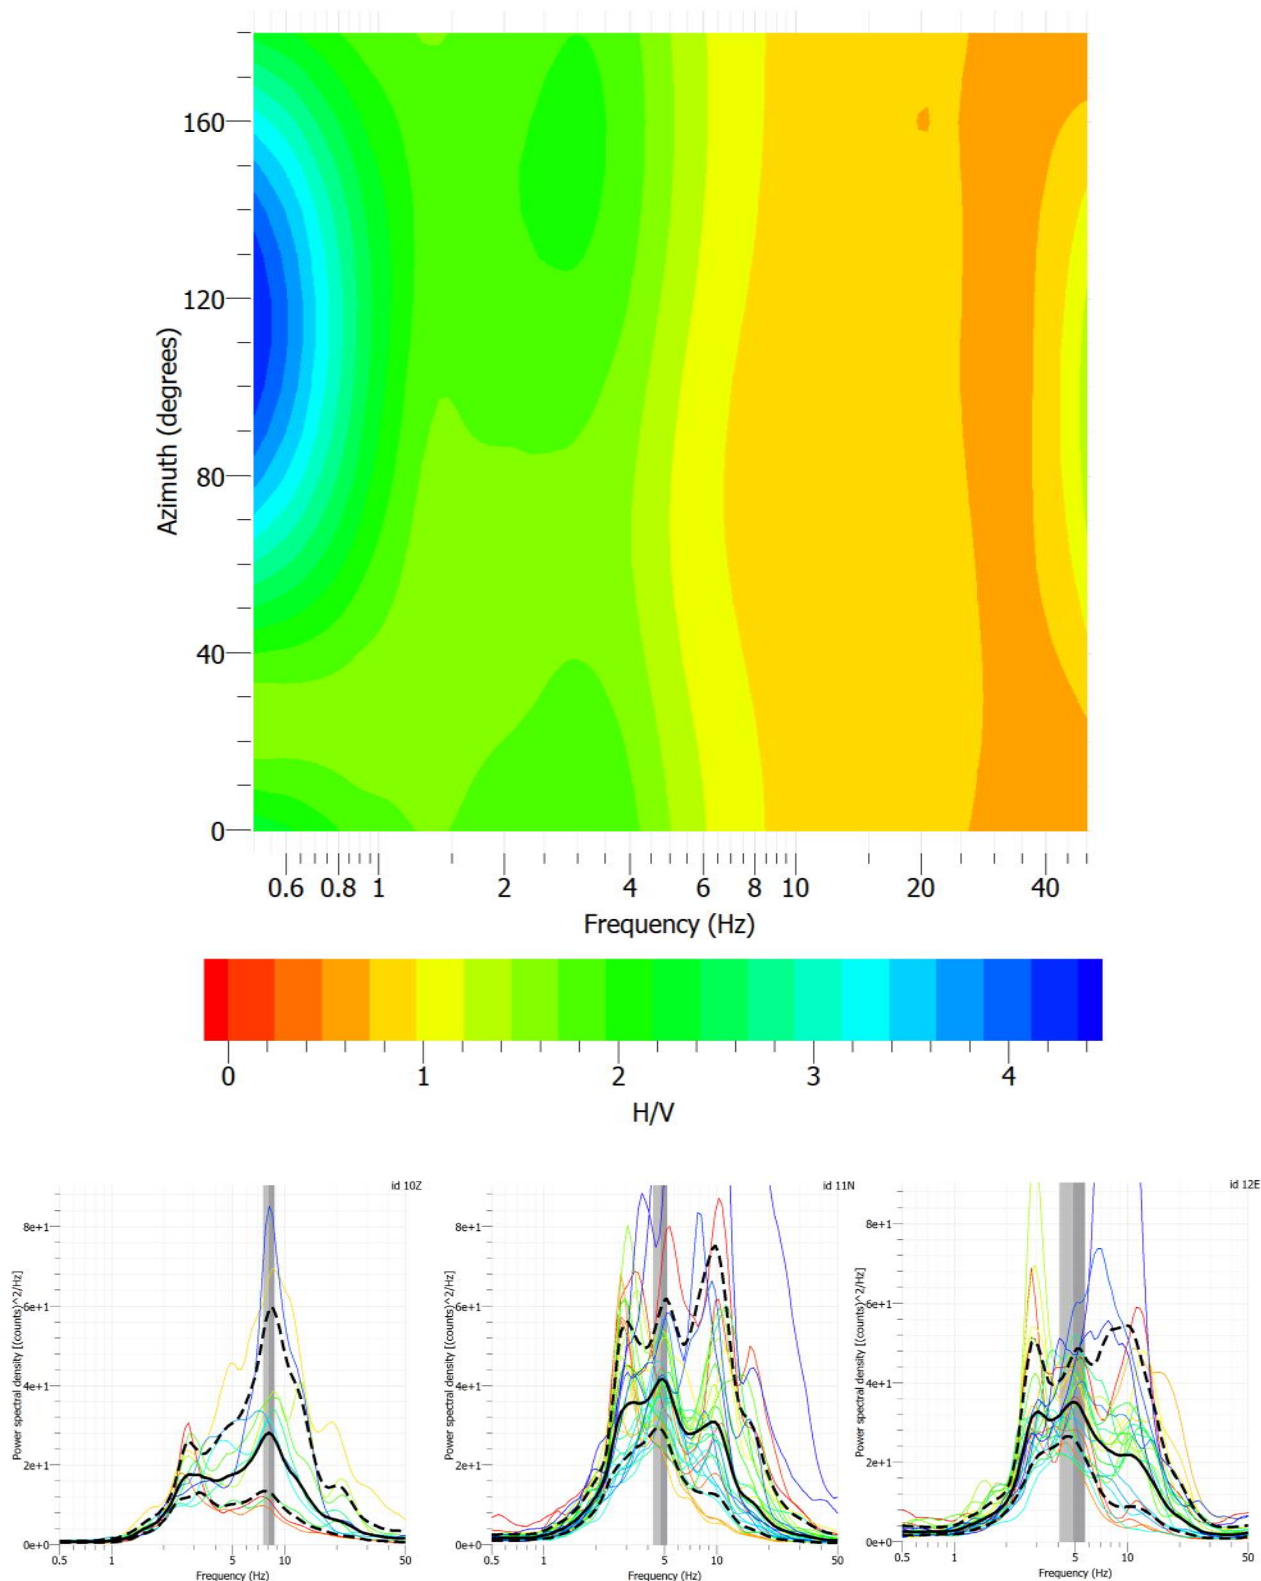 160
120
80
40
0
Azimuth (degrees)
0.6 0.8 1 2 4 6 8 10 20 40
Frequency (Hz)
0 1 2 3 4
H/V
id 10Z
8e+1
6e+1
4e+1
2e+1
0e+0
Power spectral density [(counts)^2/Hz]
0.5 1 5 10 50
Frequency (Hz)
id 11N
8e+1
6e+1
4e+1
2e+1
0e+0
Power spectral density [(counts)^2/Hz]
0.5 1 5 10 50
Frequency (Hz)
id 12E
8e+1
6e+1
4e+1
2e+1
0e+0
Power spectral density [(counts)^2/Hz]
0.5 1 5 10 50
Frequency (Hz)